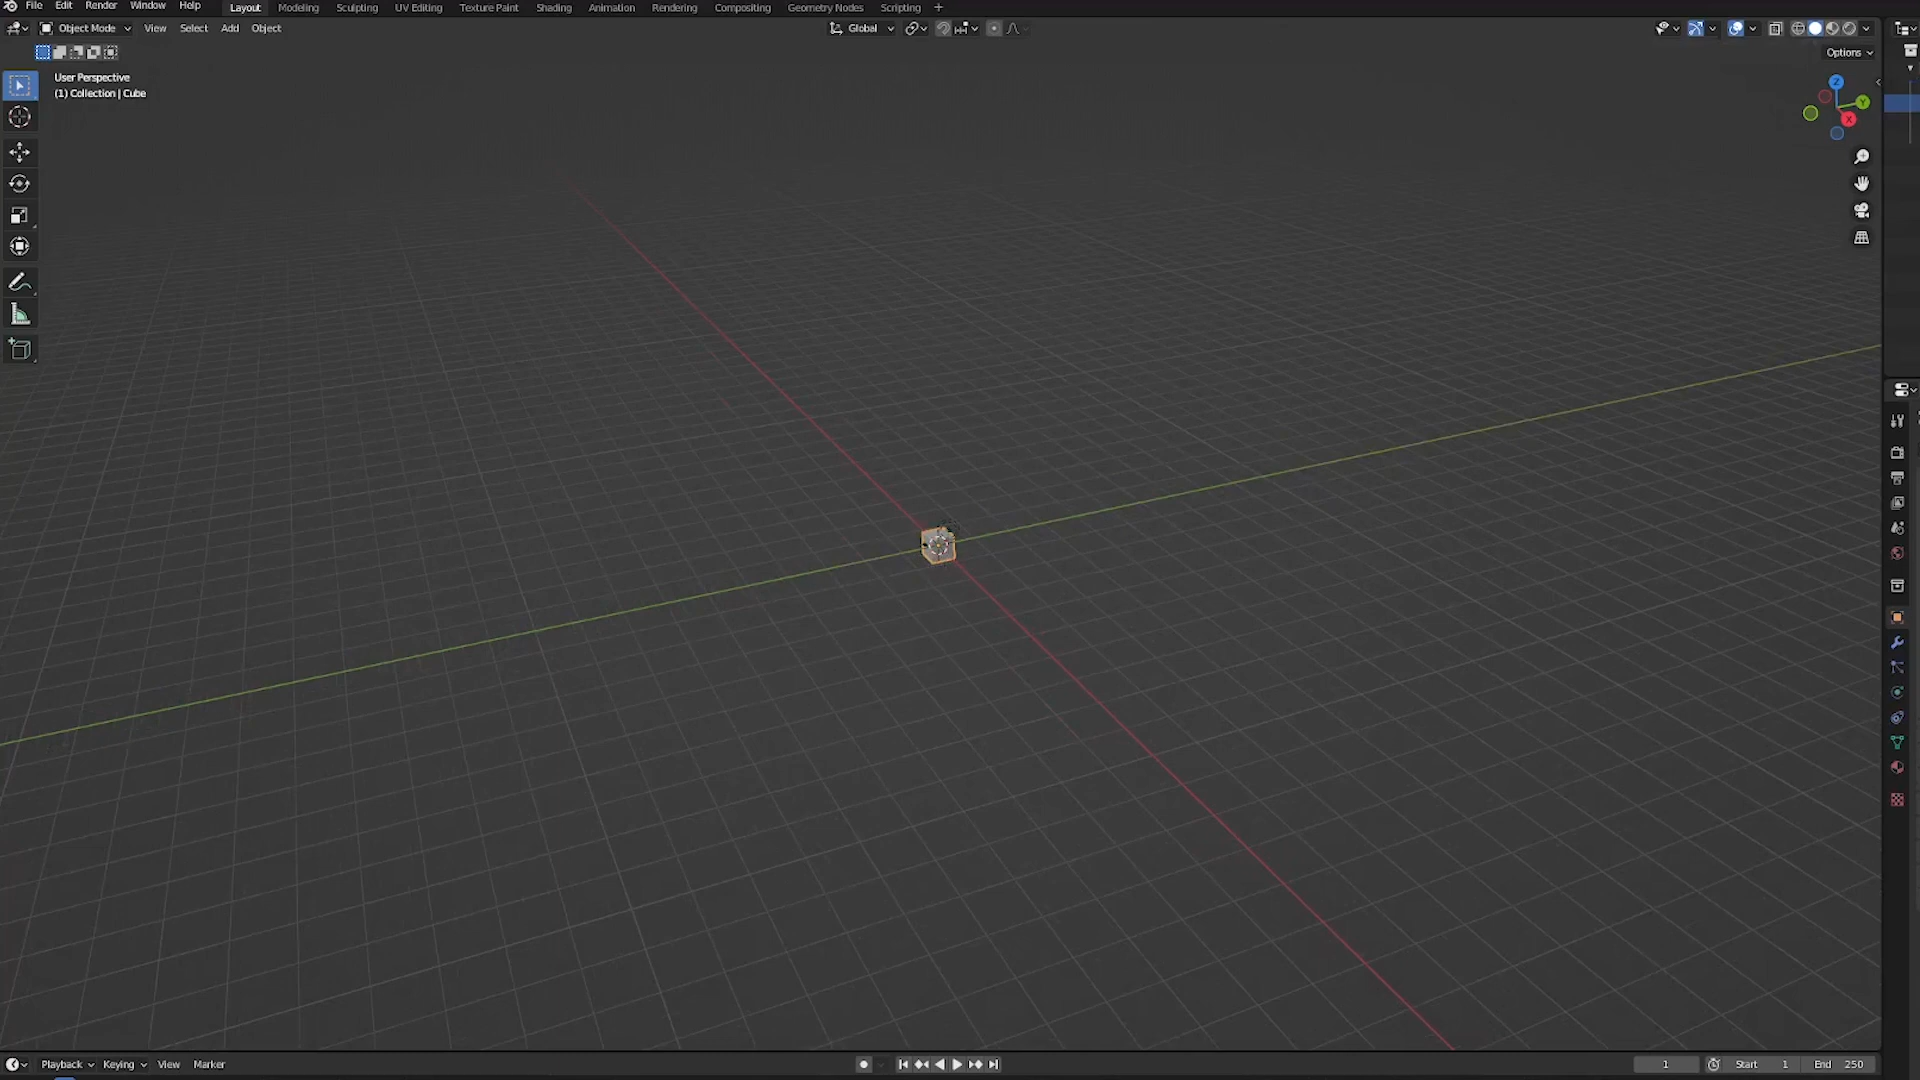 File Edit Render Window Help Layout Modeling Sculpting UV Editing Texture Paint Shading Animation Rendering Compositing Geometry Nodes Scripting +
Object Mode View Select Add Object Global
Options
User Perspective
(1) Collection | Cube
Z
Y
X
Playback Keying View Marker 1 Start 1 End 250